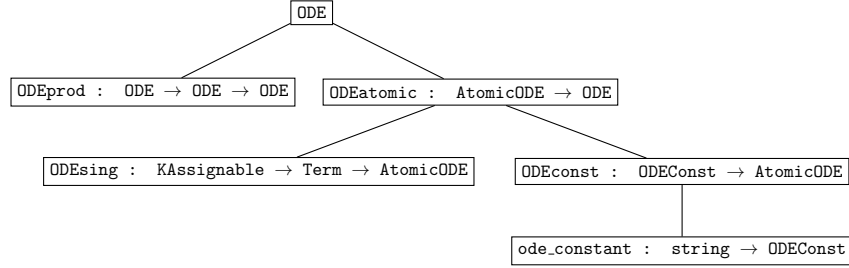 ODE
ODEprod : ODE → ODE → ODE
ODEatomic : AtomicODE → ODE
ODEsing : KAssignable → Term → AtomicODE
ODEconst : ODEConst → AtomicODE
ode_constant : string → ODEConst